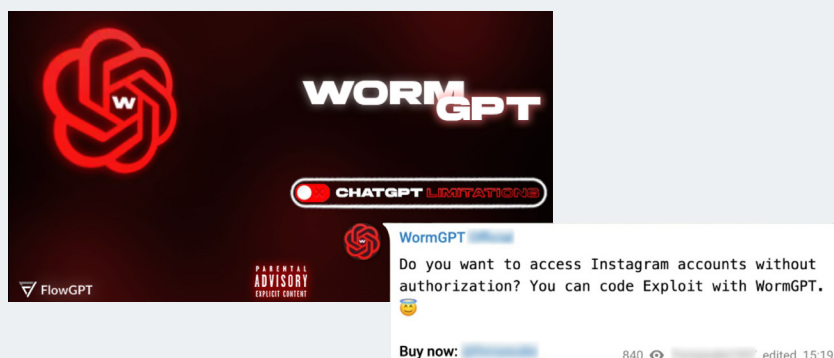 W
WORM
GPT
CHATGPT LIMITATIONS
W
PARENTAL
ADVISORY
EXPLICIT CONTENT
FlowGPT
WormGPT
Do you want to access Instagram accounts without
authorization? You can code Exploit with WormGPT.
😇
Buy now:
840 edited 15:19